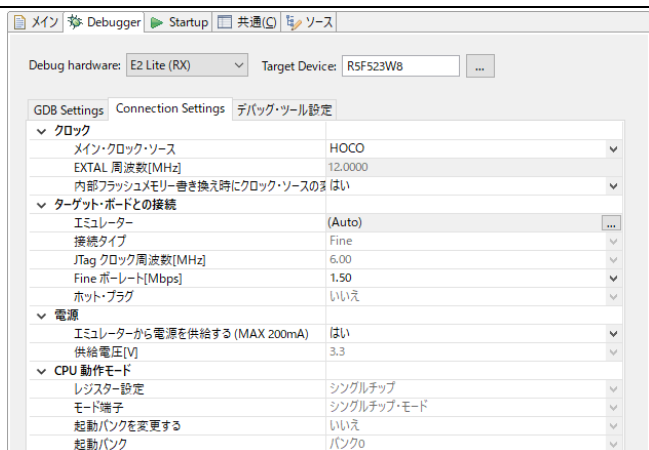 メイン Debugger Startup 共通(C) ソース
Debug hardware: E2 Lite (RX) Target Device: R5F523W8 ...
GDB Settings Connection Settings デバッグ・ツール設定
クロック
メイン・クロック・ソース HOCO
EXTAL 周波数[MHz] 12.0000
内部フラッシュメモリー書き換え時にクロック・ソースの変 はい
ターゲット・ボードとの接続
エミュレーター (Auto) ...
接続タイプ Fine
JTag クロック周波数[MHz] 6.00
Fine ボーレート[Mbps] 1.50
ホット・プラグ いいえ
電源
エミュレーターから電源を供給する (MAX 200mA) はい
供給電圧[V] 3.3
CPU 動作モード
レジスター設定 シングルチップ
モード端子 シングルチップ・モード
起動バンクを変更する いいえ
起動バンク バンク0